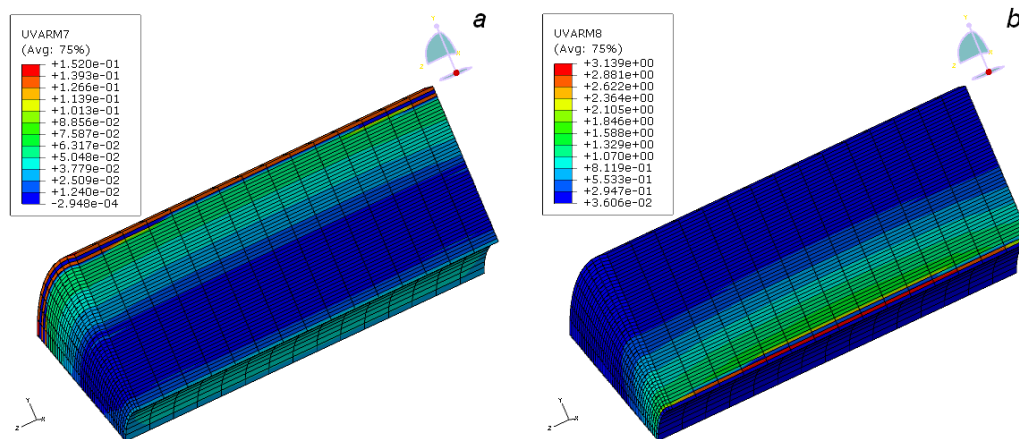 a
UVARM7
(Avg: 75%)
+1.520e-01
+1.393e-01
+1.266e-01
+1.139e-01
+1.013e-01
+8.856e-02
+7.587e-02
+6.317e-02
+5.048e-02
+3.779e-02
+2.509e-02
+1.240e-02
-2.948e-04
Y
Z
Y
X
Z
b
UVARM8
(Avg: 75%)
+3.139e+00
+2.881e+00
+2.622e+00
+2.364e+00
+2.105e+00
+1.846e+00
+1.588e+00
+1.329e+00
+1.070e+00
+8.119e-01
+5.533e-01
+2.947e-01
+3.606e-02
Y
Z
Y
X
Z